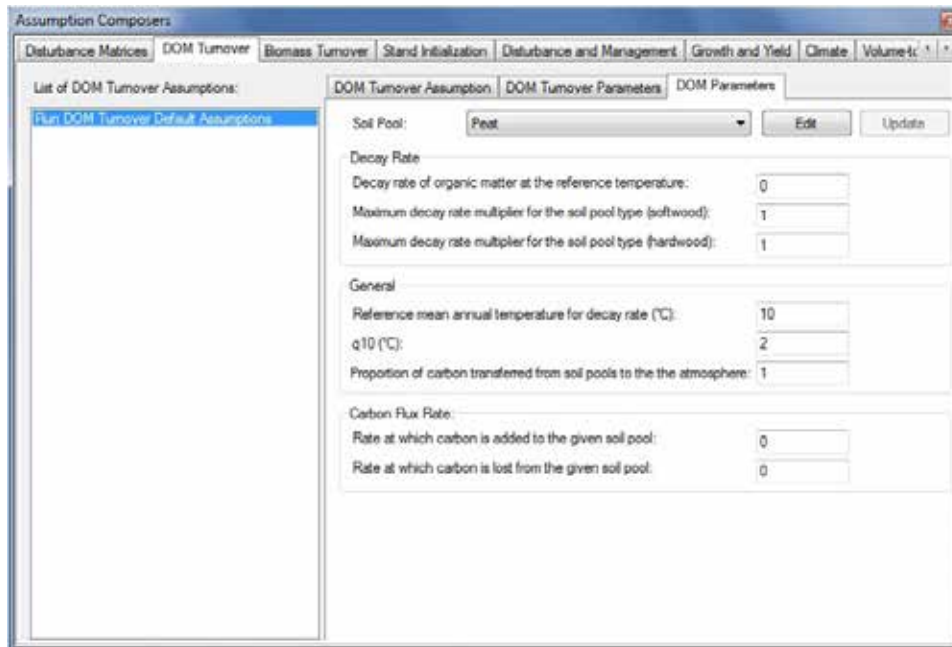 Assumption Composers
Disturbance Matrices DOM Turnover Biomass Turnover Stand Initialization Disturbance and Management Growth and Yield Climate Volume-to
List of DOM Turnover Assumptions:
DOM Turnover Assumption DOM Turnover Parameters DOM Parameters
Run DOM Turnover Default Assumptions
Soil Pool: Peat Edit Update
Decay Rate
Decay rate of organic matter at the reference temperature: 0
Maximum decay rate multiplier for the soil pool type (softwood): 1
Maximum decay rate multiplier for the soil pool type (hardwood): 1
General
Reference mean annual temperature for decay rate (°C): 10
q10 (°C): 2
Proportion of carbon transferred from soil pools to the the atmosphere: 1
Carbon Flux Rate:
Rate at which carbon is added to the given soil pool: 0
Rate at which carbon is lost from the given soil pool: 0